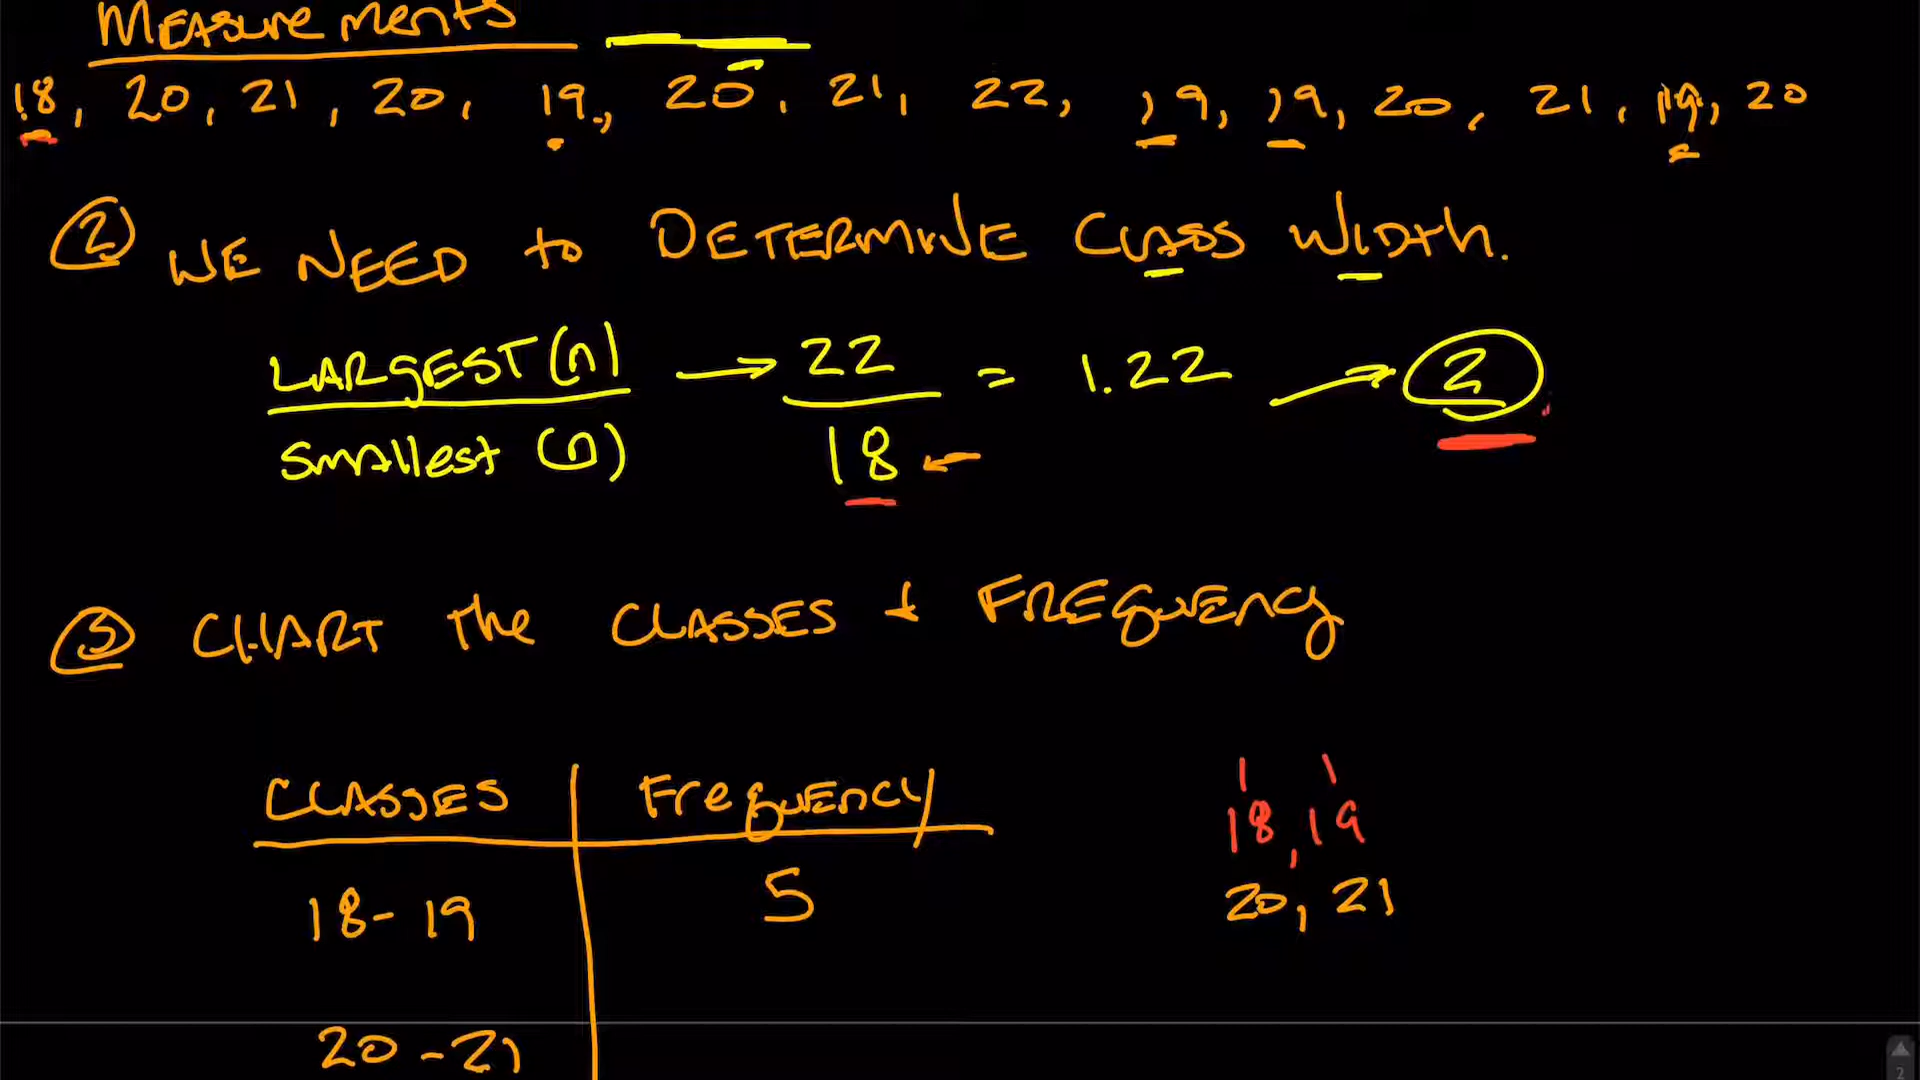 MEASUREMENTS
18, 20, 21, 20, 19, 20, 21, 22, 19, 19, 20, 21, 19, 20
② WE NEED to DETERMINE CLASS WIDTH.
LARGEST (n) → 22 = 1.22 → 2
Smallest (n) 18 ←
③ CHART the CLASSES + FREQUENCY
CLASSES Frequency
18, 19
18-19 5
20, 21
20-21
2